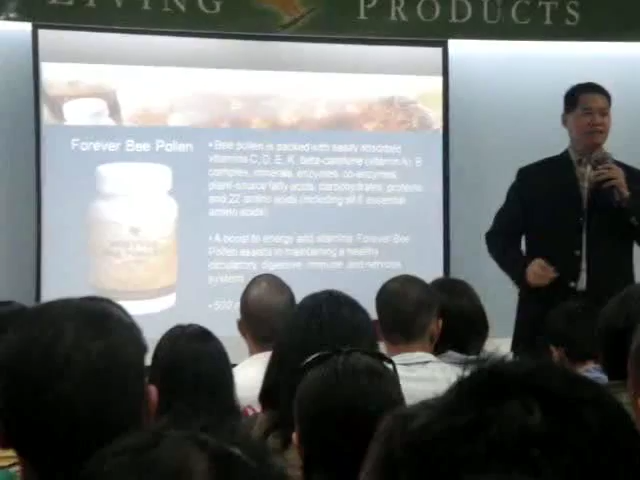 LIVING PRODUCTS
Forever Bee Pollen
• Bee pollen is packed with easily absorbed
vitamins C, D, E, K, beta-carotene (vitamin A), B
complex, minerals, enzymes, co-enzymes,
plant-source fatty acids, carbohydrates, proteins
and 22 amino acids (including all 8 essential
amino acids)
• A boost to energy and stamina. Forever Bee
Pollen assists in maintaining a healthy
circulatory, digestive, immune and nervous
system